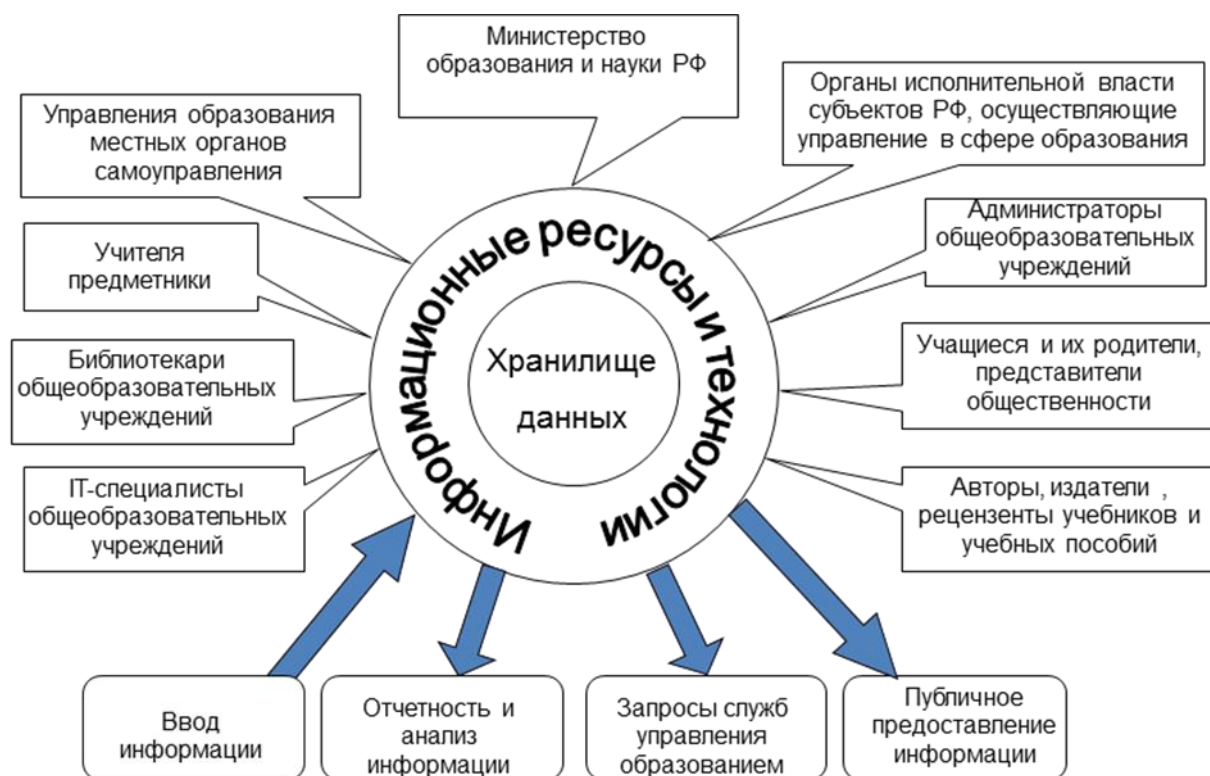 Министерство
образования и науки РФ
Органы исполнительной власти
субъектов РФ, осуществляющие
управление в сфере образования
Управления образования
местных органов
самоуправления
Администраторы
общеобразовательных
учреждений
Учителя
предметники
Информационные ресурсы и технологии
Хранилище
данных
Учащиеся и их родители,
представители
общественности
Библиотекари
общеобразовательных
учреждений
IT-специалисты
общеобразовательных
учреждений
Авторы, издатели ,
рецензенты учебников и
учебных пособий
Ввод
информации
Отчетность и
анализ
информации
Запросы служб
управления
образованием
Публичное
предоставление
информации